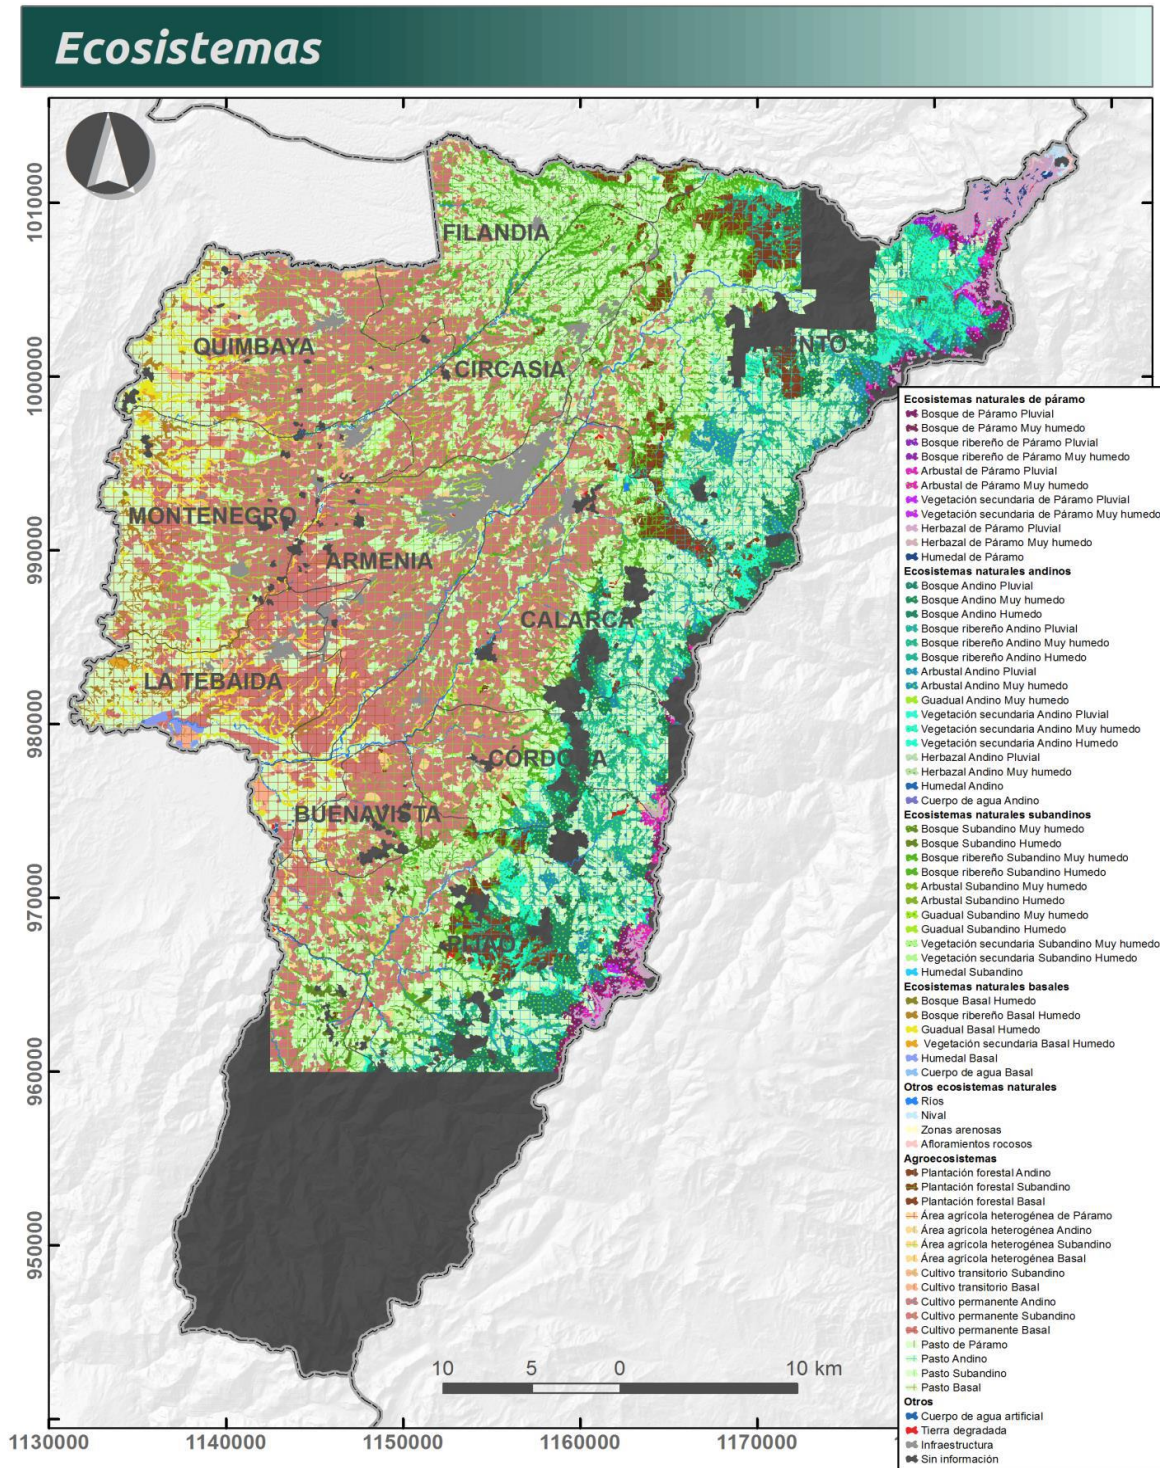 Ecosistemas
1010000
1000000
990000
980000
970000
960000
950000
FILANDIA
QUIMBAYA
CIRCASIA
NTO
MONTENEGRO
ARMENIA
CALARCA
LA TEBAIDA
CÓRDOBA
BUENAVISTA
PIJAO
10 5 0 10 km
1130000 1140000 1150000 1160000 1170000
Ecosistemas naturales de páramo
Bosque de Páramo Pluvial
Bosque de Páramo Muy humedo
Bosque ribereño de Páramo Pluvial
Bosque ribereño de Páramo Muy humedo
Arbustal de Páramo Pluvial
Arbustal de Páramo Muy humedo
Vegetación secundaria de Páramo Pluvial
Vegetación secundaria de Páramo Muy humedo
Herbazal de Páramo Pluvial
Herbazal de Páramo Muy humedo
Humedal de Páramo
Ecosistemas naturales andinos
Bosque Andino Pluvial
Bosque Andino Muy humedo
Bosque Andino Humedo
Bosque ribereño Andino Pluvial
Bosque ribereño Andino Muy humedo
Bosque ribereño Andino Humedo
Arbustal Andino Pluvial
Arbustal Andino Muy humedo
Guadual Andino Muy humedo
Vegetación secundaria Andino Pluvial
Vegetación secundaria Andino Muy humedo
Vegetación secundaria Andino Humedo
Herbazal Andino Pluvial
Herbazal Andino Muy humedo
Humedal Andino
Cuerpo de agua Andino
Ecosistemas naturales subandinos
Bosque Subandino Muy humedo
Bosque Subandino Humedo
Bosque ribereño Subandino Muy humedo
Bosque ribereño Subandino Humedo
Arbustal Subandino Muy humedo
Arbustal Subandino Humedo
Guadual Subandino Muy humedo
Guadual Subandino Humedo
Vegetación secundaria Subandino Muy humedo
Vegetación secundaria Subandino Humedo
Humedal Subandino
Ecosistemas naturales basales
Bosque Basal Humedo
Bosque ribereño Basal Humedo
Guadual Basal Humedo
Vegetación secundaria Basal Humedo
Humedal Basal
Cuerpo de agua Basal
Otros ecosistemas naturales
Ríos
Nival
Zonas arenosas
Afloramientos rocosos
Agroecosistemas
Plantación forestal Andino
Plantación forestal Subandino
Plantación forestal Basal
Área agrícola heterogénea de Páramo
Área agrícola heterogénea Andino
Área agrícola heterogénea Subandino
Área agrícola heterogénea Basal
Cultivo transitorio Subandino
Cultivo transitorio Basal
Cultivo permanente Andino
Cultivo permanente Subandino
Cultivo permanente Basal
Pasto de Páramo
Pasto Andino
Pasto Subandino
Pasto Basal
Otros
Cuerpo de agua artificial
Tierra degradada
Infraestructura
Sin información